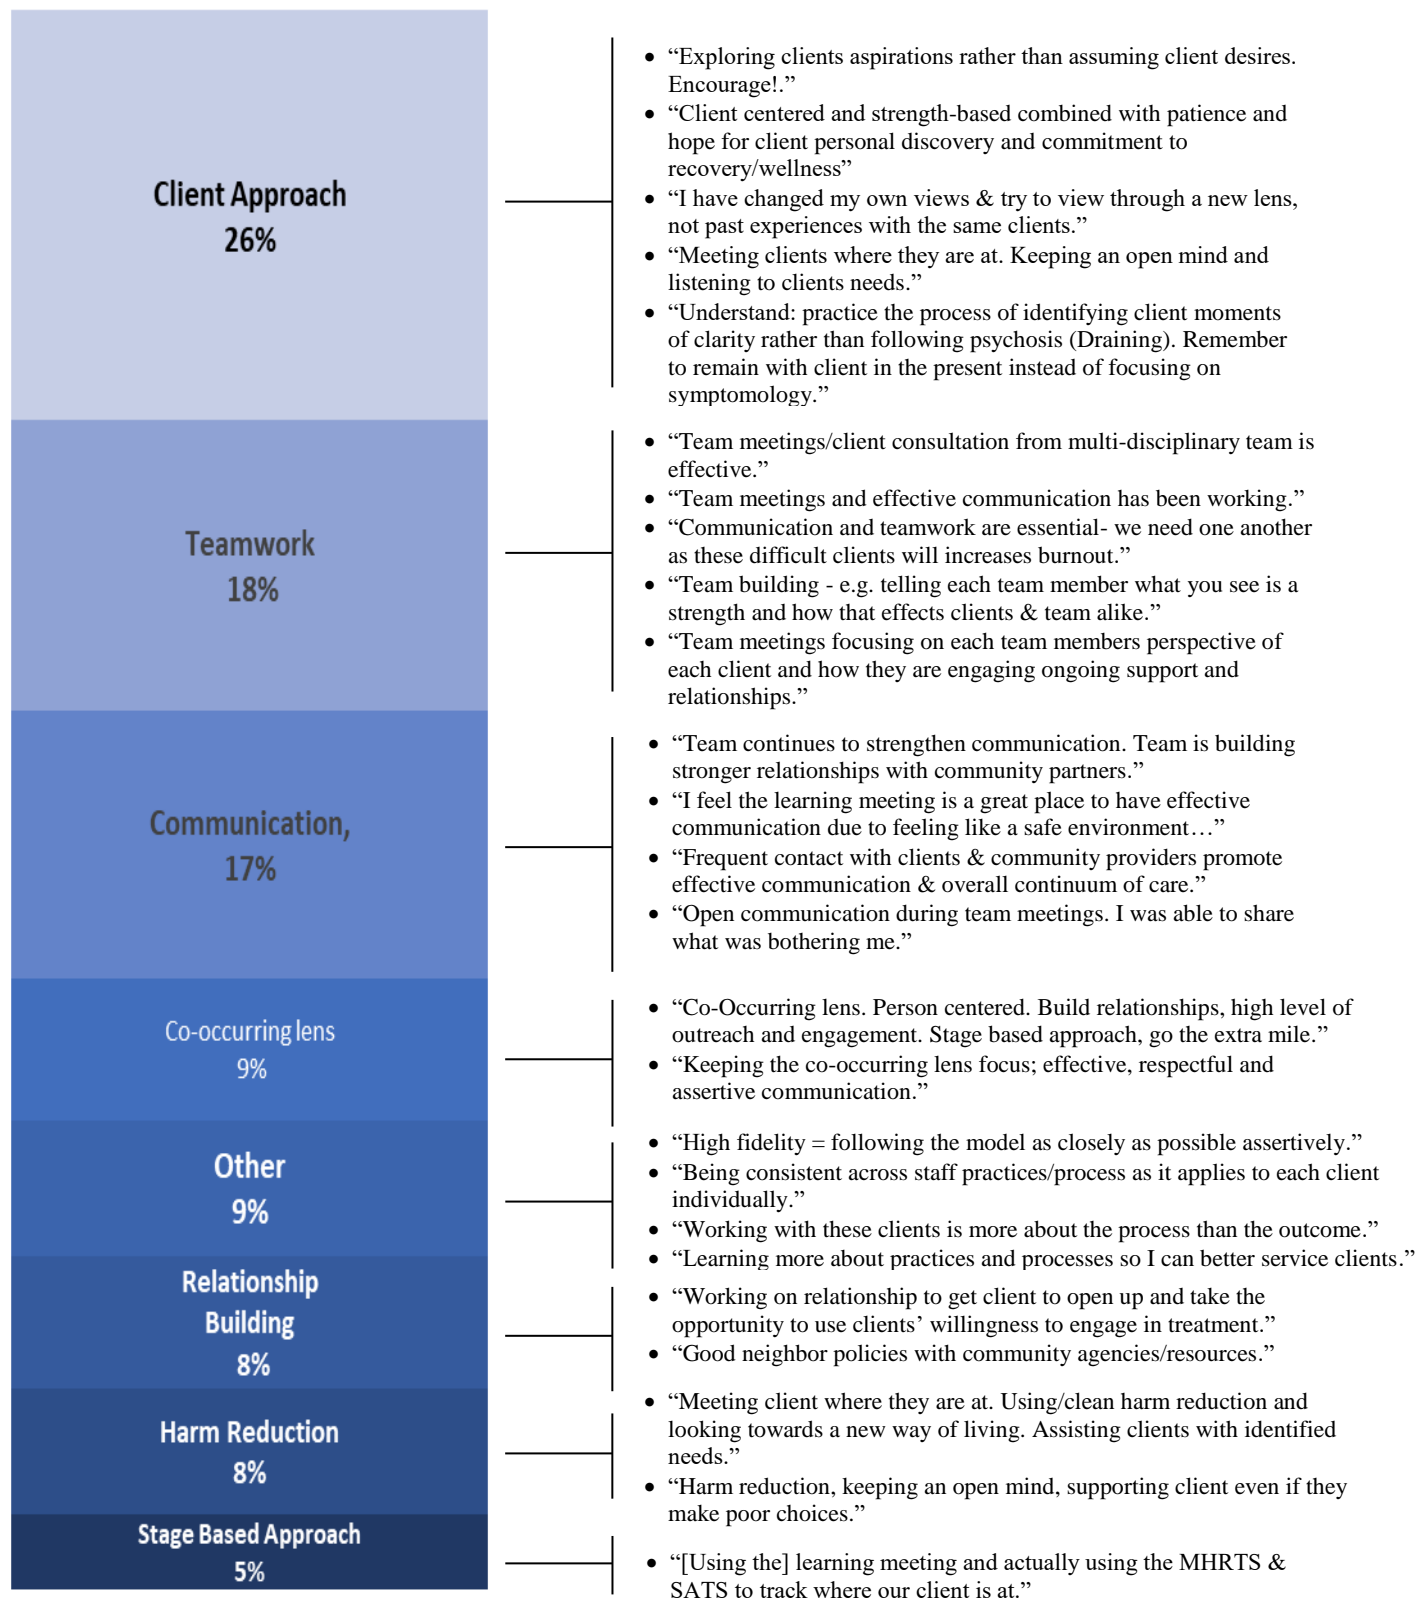 Client Approach
26%
• “Exploring clients aspirations rather than assuming client desires.
Encourage!.”
• “Client centered and strength-based combined with patience and
hope for client personal discovery and commitment to
recovery/wellness”
• “I have changed my own views & try to view through a new lens,
not past experiences with the same clients.”
• “Meeting clients where they are at. Keeping an open mind and
listening to clients needs.”
• “Understand: practice the process of identifying client moments
of clarity rather than following psychosis (Draining). Remember
to remain with client in the present instead of focusing on
symptomology.”
Teamwork
18%
• “Team meetings/client consultation from multi-disciplinary team is
effective.”
• “Team meetings and effective communication has been working.”
• “Communication and teamwork are essential- we need one another
as these difficult clients will increases burnout.”
• “Team building - e.g. telling each team member what you see is a
strength and how that effects clients & team alike.”
• “Team meetings focusing on each team members perspective of
each client and how they are engaging ongoing support and
relationships.”
Communication,
17%
• “Team continues to strengthen communication. Team is building
stronger relationships with community partners.”
• “I feel the learning meeting is a great place to have effective
communication due to feeling like a safe environment…”
• “Frequent contact with clients & community providers promote
effective communication & overall continuum of care.”
• “Open communication during team meetings. I was able to share
what was bothering me.”
Co-occurring lens
9%
• “Co-Occurring lens. Person centered. Build relationships, high level of
outreach and engagement. Stage based approach, go the extra mile.”
• “Keeping the co-occurring lens focus; effective, respectful and
assertive communication.”
Other
9%
• “High fidelity = following the model as closely as possible assertively.”
• “Being consistent across staff practices/process as it applies to each client
individually.”
• “Working with these clients is more about the process than the outcome.”
• “Learning more about practices and processes so I can better service clients.”
Relationship
Building
8%
• “Working on relationship to get client to open up and take the
opportunity to use clients’ willingness to engage in treatment.”
• “Good neighbor policies with community agencies/resources.”
Harm Reduction
8%
• “Meeting client where they are at. Using/clean harm reduction and
looking towards a new way of living. Assisting clients with identified
needs.”
• “Harm reduction, keeping an open mind, supporting client even if they
make poor choices.”
Stage Based Approach
5%
• “[Using the] learning meeting and actually using the MHRTS &
SATS to track where our client is at.”